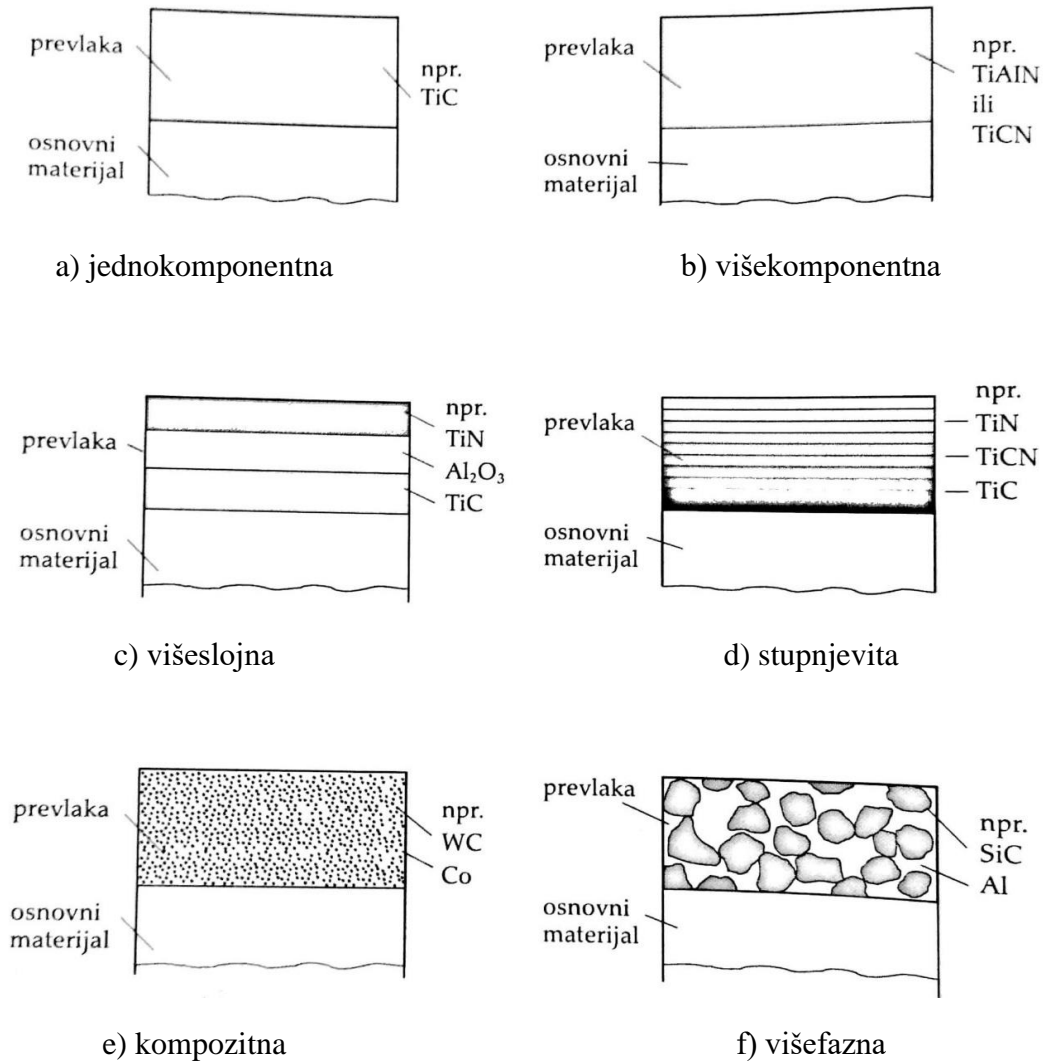 prevlaka
npr.
TiC
osnovni
materijal
a) jednokomponentna
prevlaka
npr.
TiAlN
ili
TiCN
osnovni
materijal
b) višekomponentna
prevlaka
npr.
TiN
Al₂O₃
TiC
osnovni
materijal
c) višeslojna
prevlaka
npr.
TiN
TiCN
TiC
osnovni
materijal
d) stupnjevita
prevlaka
npr.
WC
Co
osnovni
materijal
e) kompozitna
prevlaka
npr.
SiC
Al
osnovni
materijal
f) višefazna